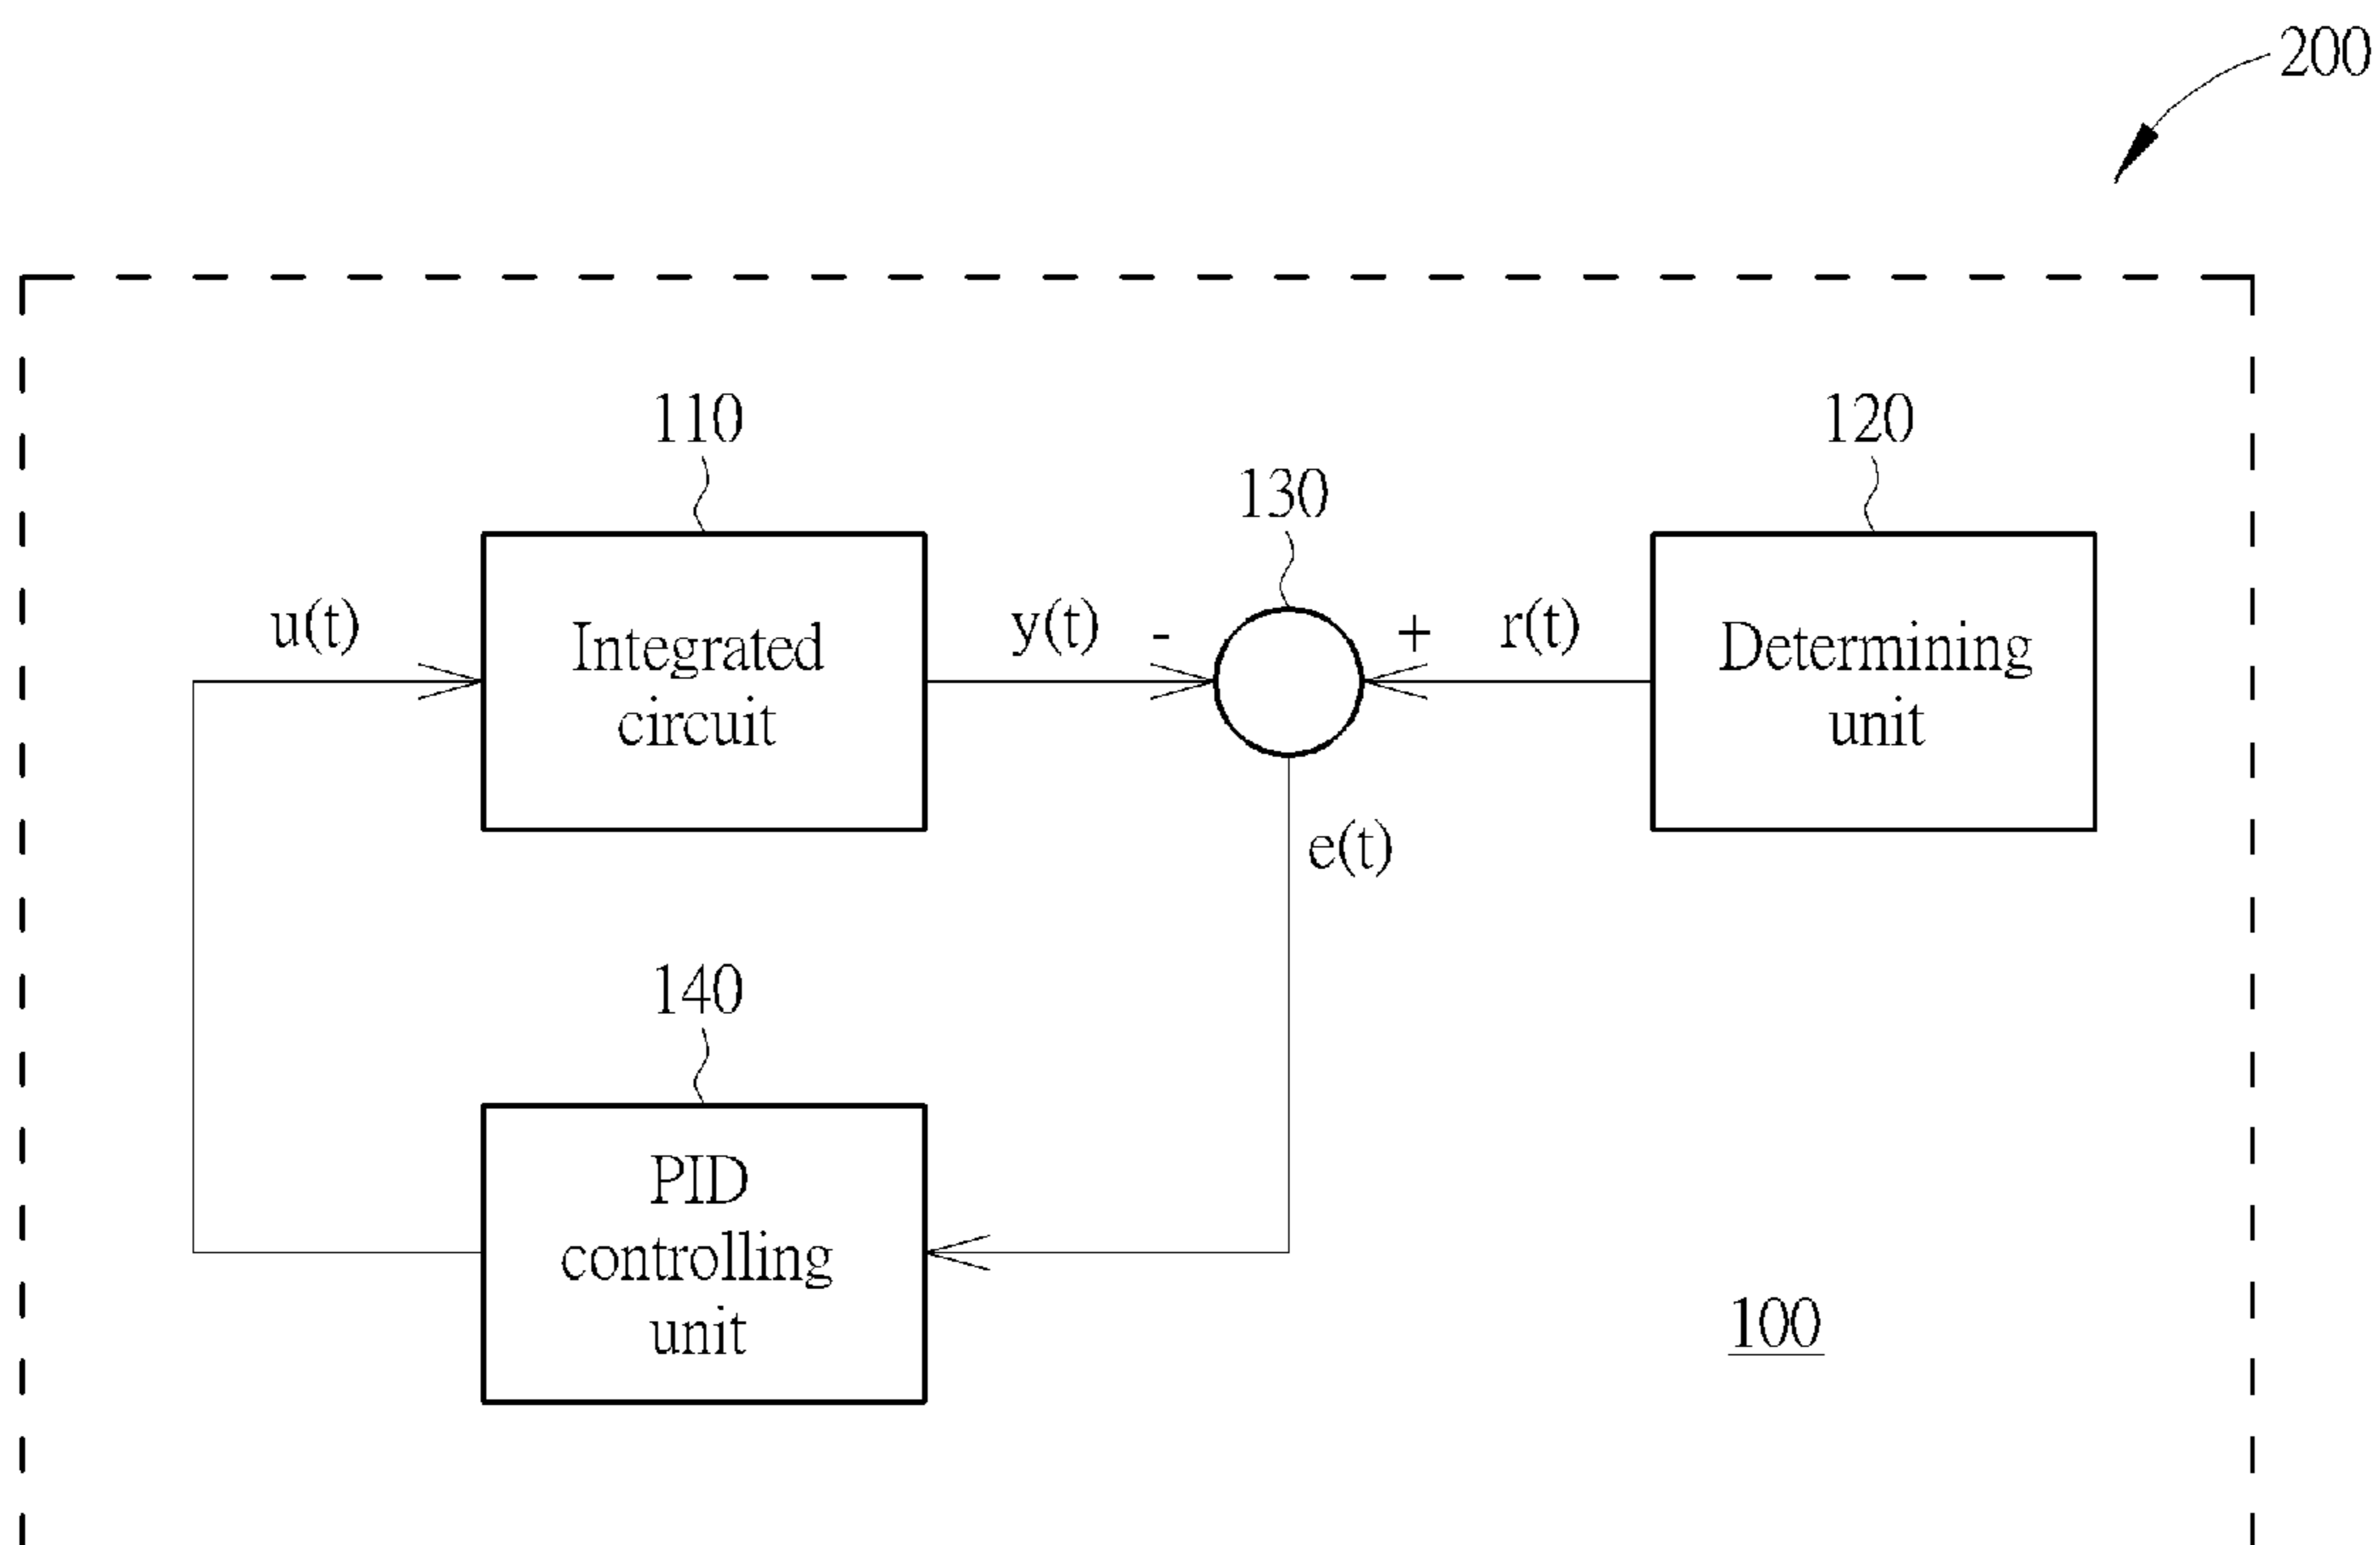 200
110
120
130
u(t)
Integrated
circuit
y(t)
-
+
r(t)
Determining
unit
e(t)
140
PID
controlling
unit
100